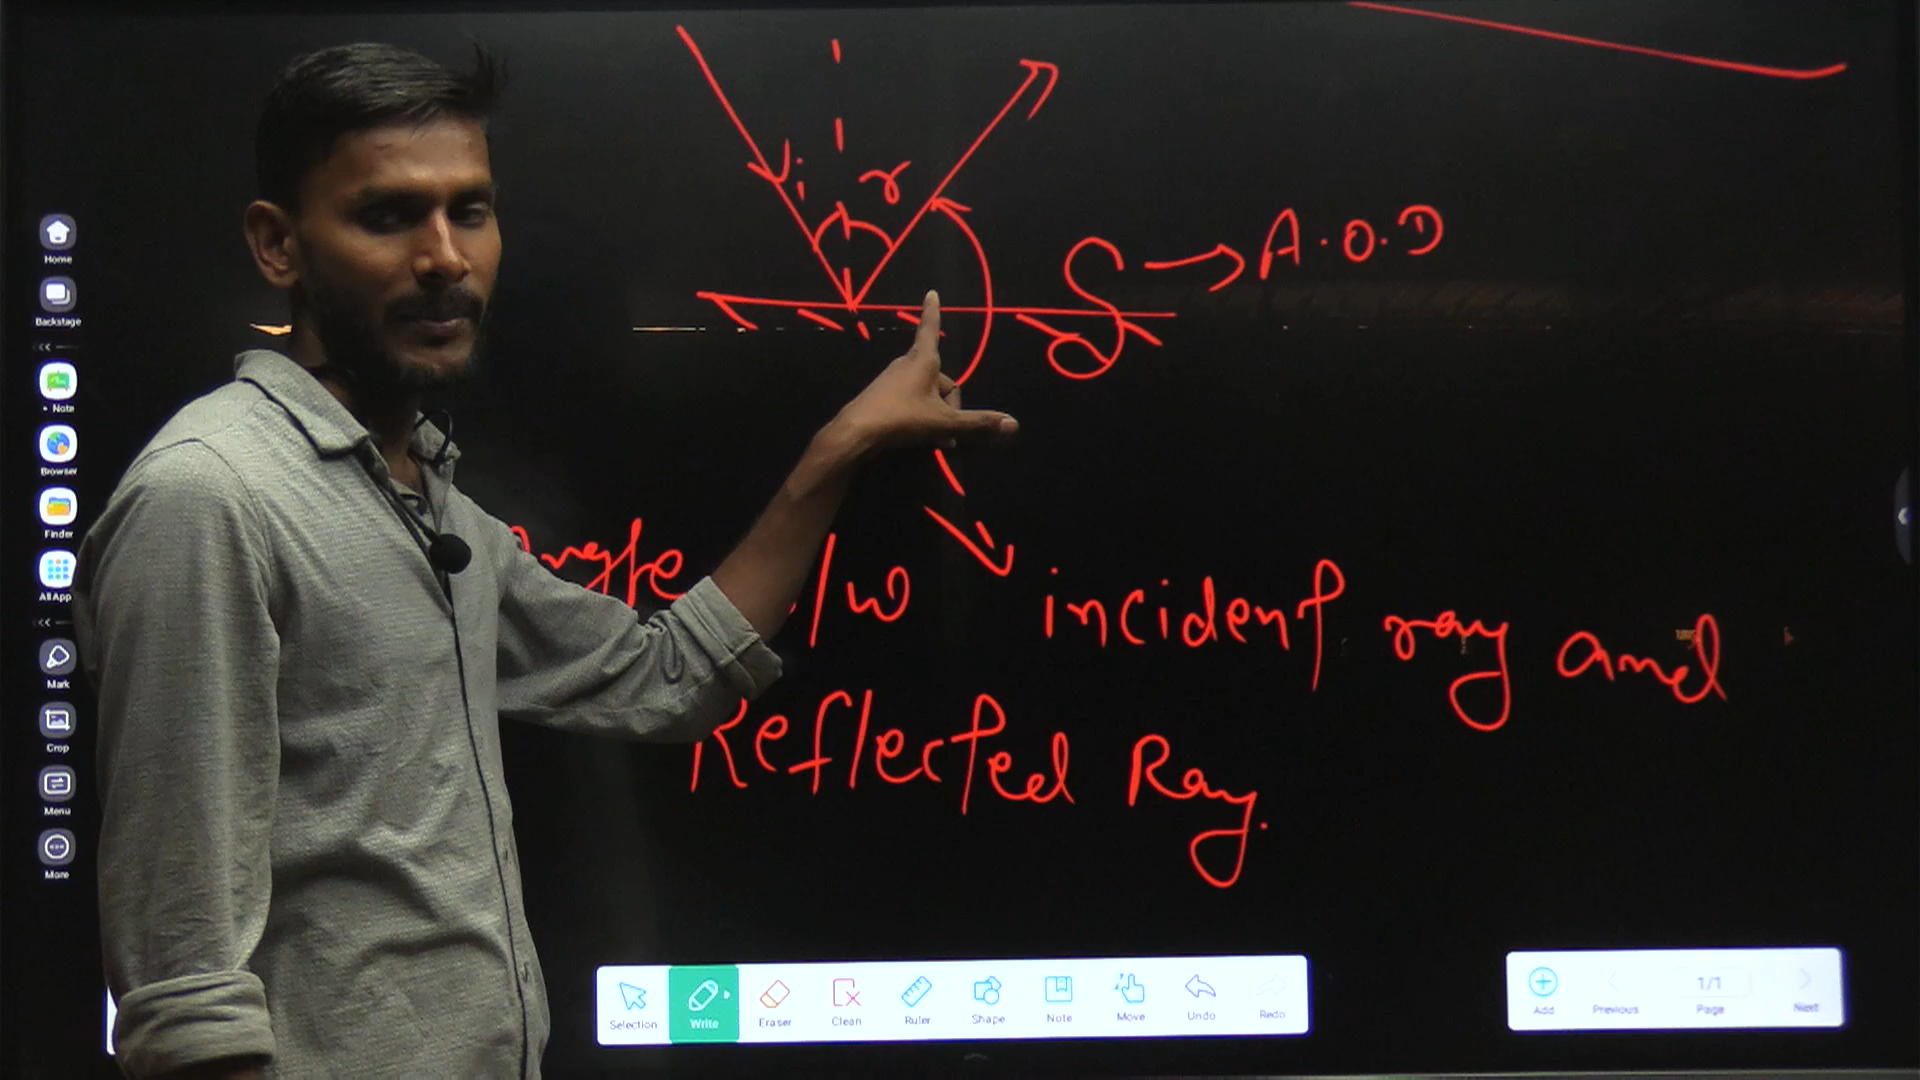 i r
δ → A.O.D
Angle b/w incident ray and
Reflected Ray.
Home
Backstage
Note
Browser
Finder
All App
Mark
Crop
Menu
More
Selection Write Eraser Clean Ruler Shape Note Move Undo Redo
Add Previous 1/1 Page Next